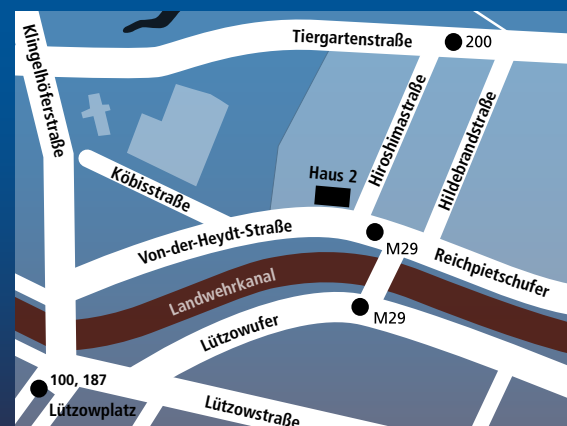 Klingelhöferstraße
Tiergartenstraße
200
Hiroshimastraße
Hildebrandstraße
Haus 2
Köbisstraße
Von-der-Heydt-Straße
M29
Reichpietschufer
Landwehrkanal
M29
Lützowufer
100, 187
Lützowplatz
Lützowstraße